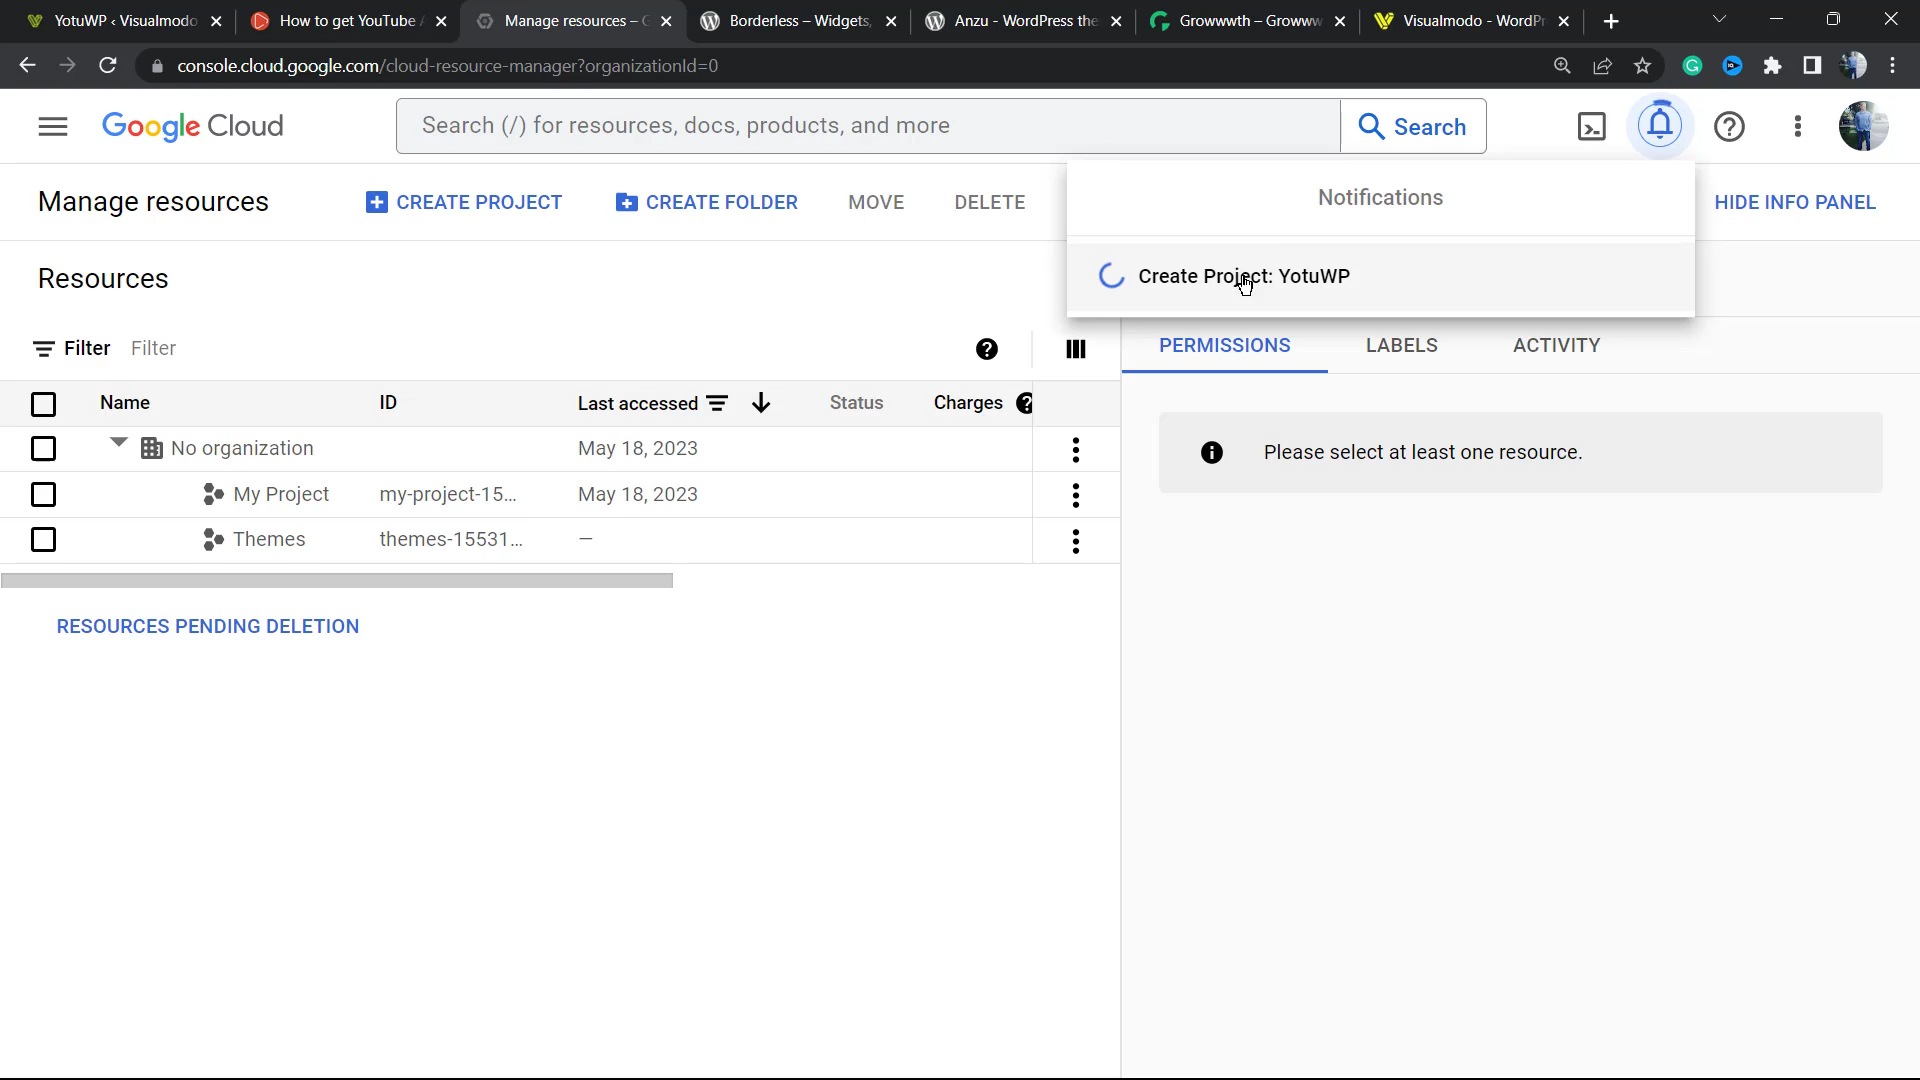 YotuWP ‹ Visualmodo
How to get YouTube A
Manage resources – G
Borderless – Widgets,
Anzu - WordPress the
Growwwth – Growww
Visualmodo - WordPr
console.cloud.google.com/cloud-resource-manager?organizationId=0
Google Cloud
Search (/) for resources, docs, products, and more
Search
Manage resources
CREATE PROJECT
CREATE FOLDER
MOVE
DELETE
Notifications
HIDE INFO PANEL
Create Project: YotuWP
Resources
Filter Filter
PERMISSIONS LABELS ACTIVITY
Name ID Last accessed Status Charges
No organization May 18, 2023
Please select at least one resource.
My Project my-project-15... May 18, 2023
Themes themes-15531... —
RESOURCES PENDING DELETION